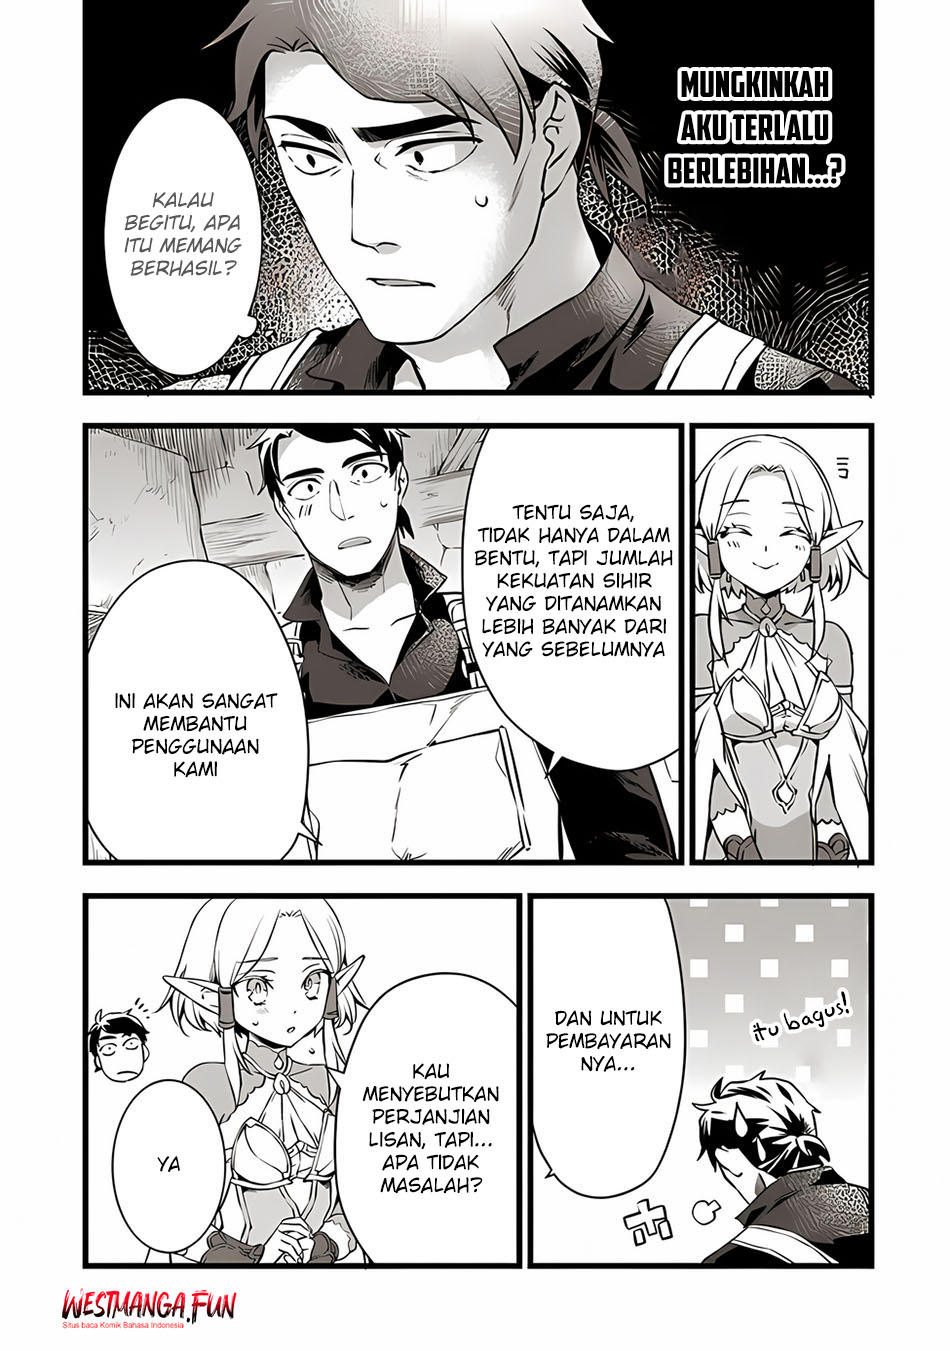 MUNGKINKAH
AKU TERLALU
BERLEBIHAN...?
KALAU
BEGITU, APA
ITU MEMANG
BERHASIL?
TENTU SAJA,
TIDAK HANYA DALAM
BENTU, TAPI JUMLAH
KEKUATAN SIHIR
YANG DITANAMKAN
LEBIH BANYAK DARI
YANG SEBELUMNYA
INI AKAN SANGAT
MEMBANTU
PENGGUNAAN
KAMI
DAN UNTUK
PEMBAYARAN
NYA...
itu bagus!
ホ
KAU
MENYEBUTKAN
PERJANJIAN
LISAN, TAPI...
APA TIDAK
MASALAH?
YA
WESTMANGA.FUN
Situs baca Komik Bahasa Indonesia